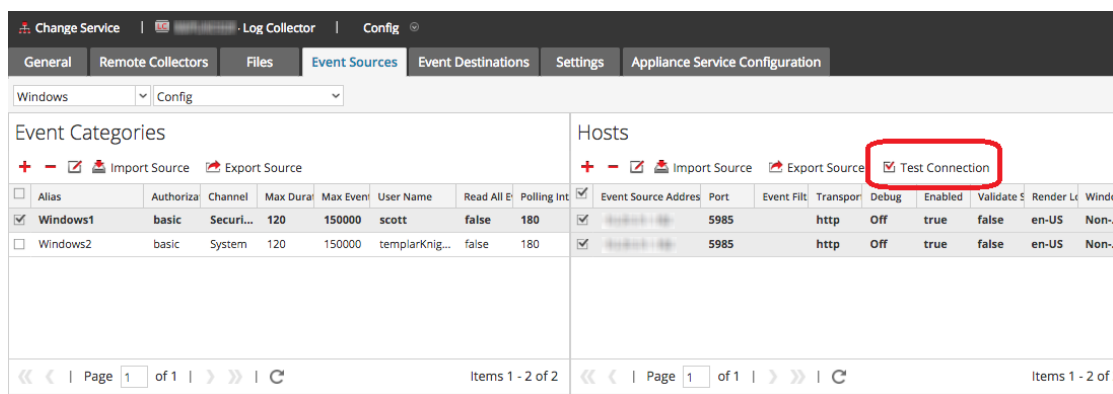 Change Service | LC - Log Collector | Config
General Remote Collectors Files Event Sources Event Destinations Settings Appliance Service Configuration
Windows Config
Event Categories
Import Source Export Source
Alias Authoriza Channel Max Durat Max Event User Name Read All E Polling Int
Windows1 basic Securi... 120 150000 scott false 180
Windows2 basic System 120 150000 templarKnig... false 180
Page 1 of 1 Items 1 - 2 of 2
Hosts
Import Source Export Source Test Connection
Event Source Addres Port Event Filt Transpor Debug Enabled Validate S Render Lo Windo
5985 http Off true false en-US Non-.
5985 http Off true false en-US Non-.
Page 1 of 1 Items 1 - 2 of